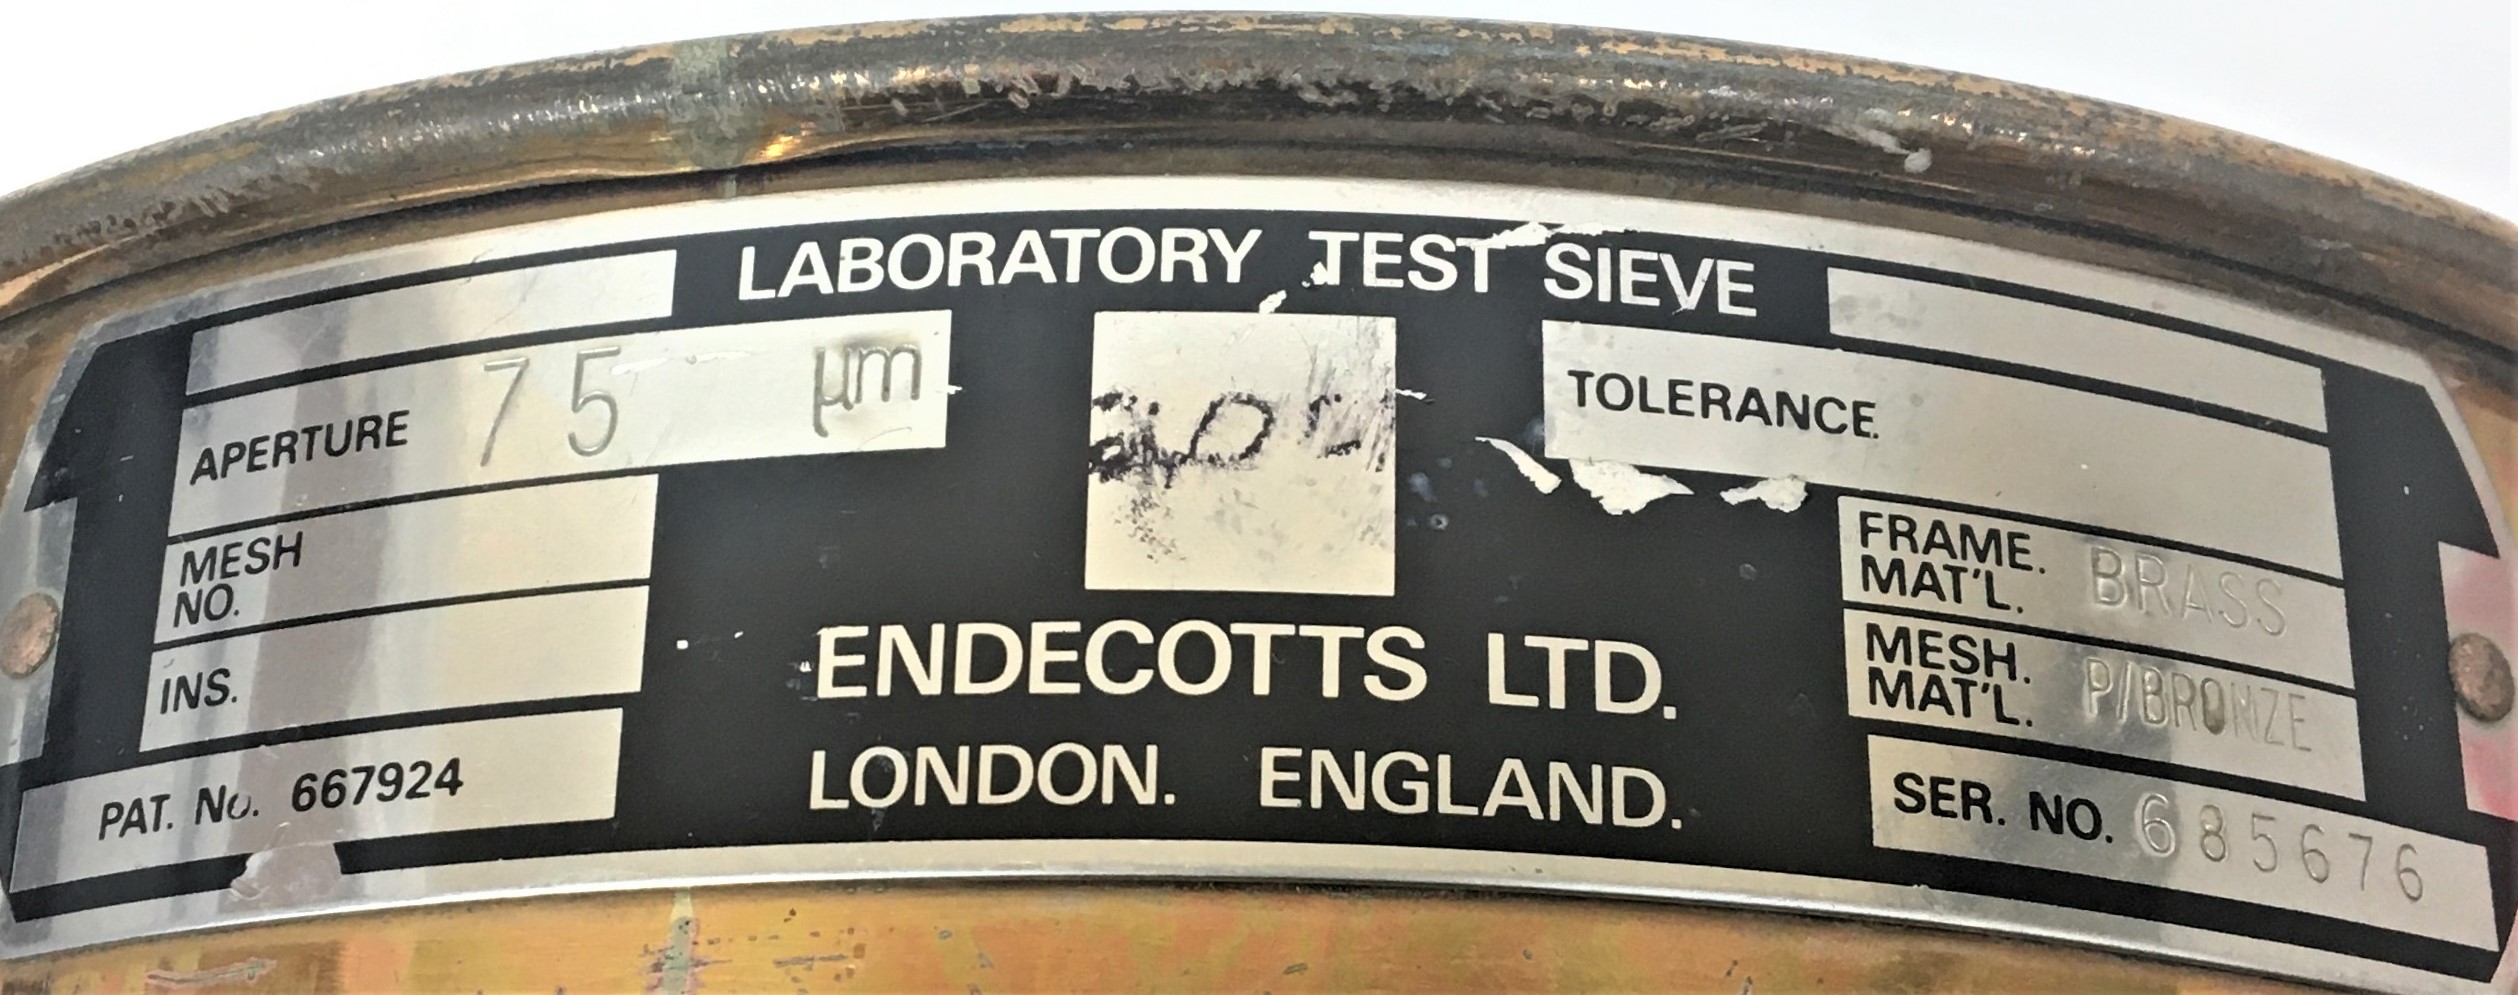 LABORATORY TEST SIEVE
APERTURE 75 µm
MESH
NO.
INS.
PAT. No. 667924
ENDECOTTS LTD.
LONDON. ENGLAND.
TOLERANCE
FRAME. BRASS
MAT'L.
MESH. P/BRONZE
MAT'L.
SER. NO. 685676